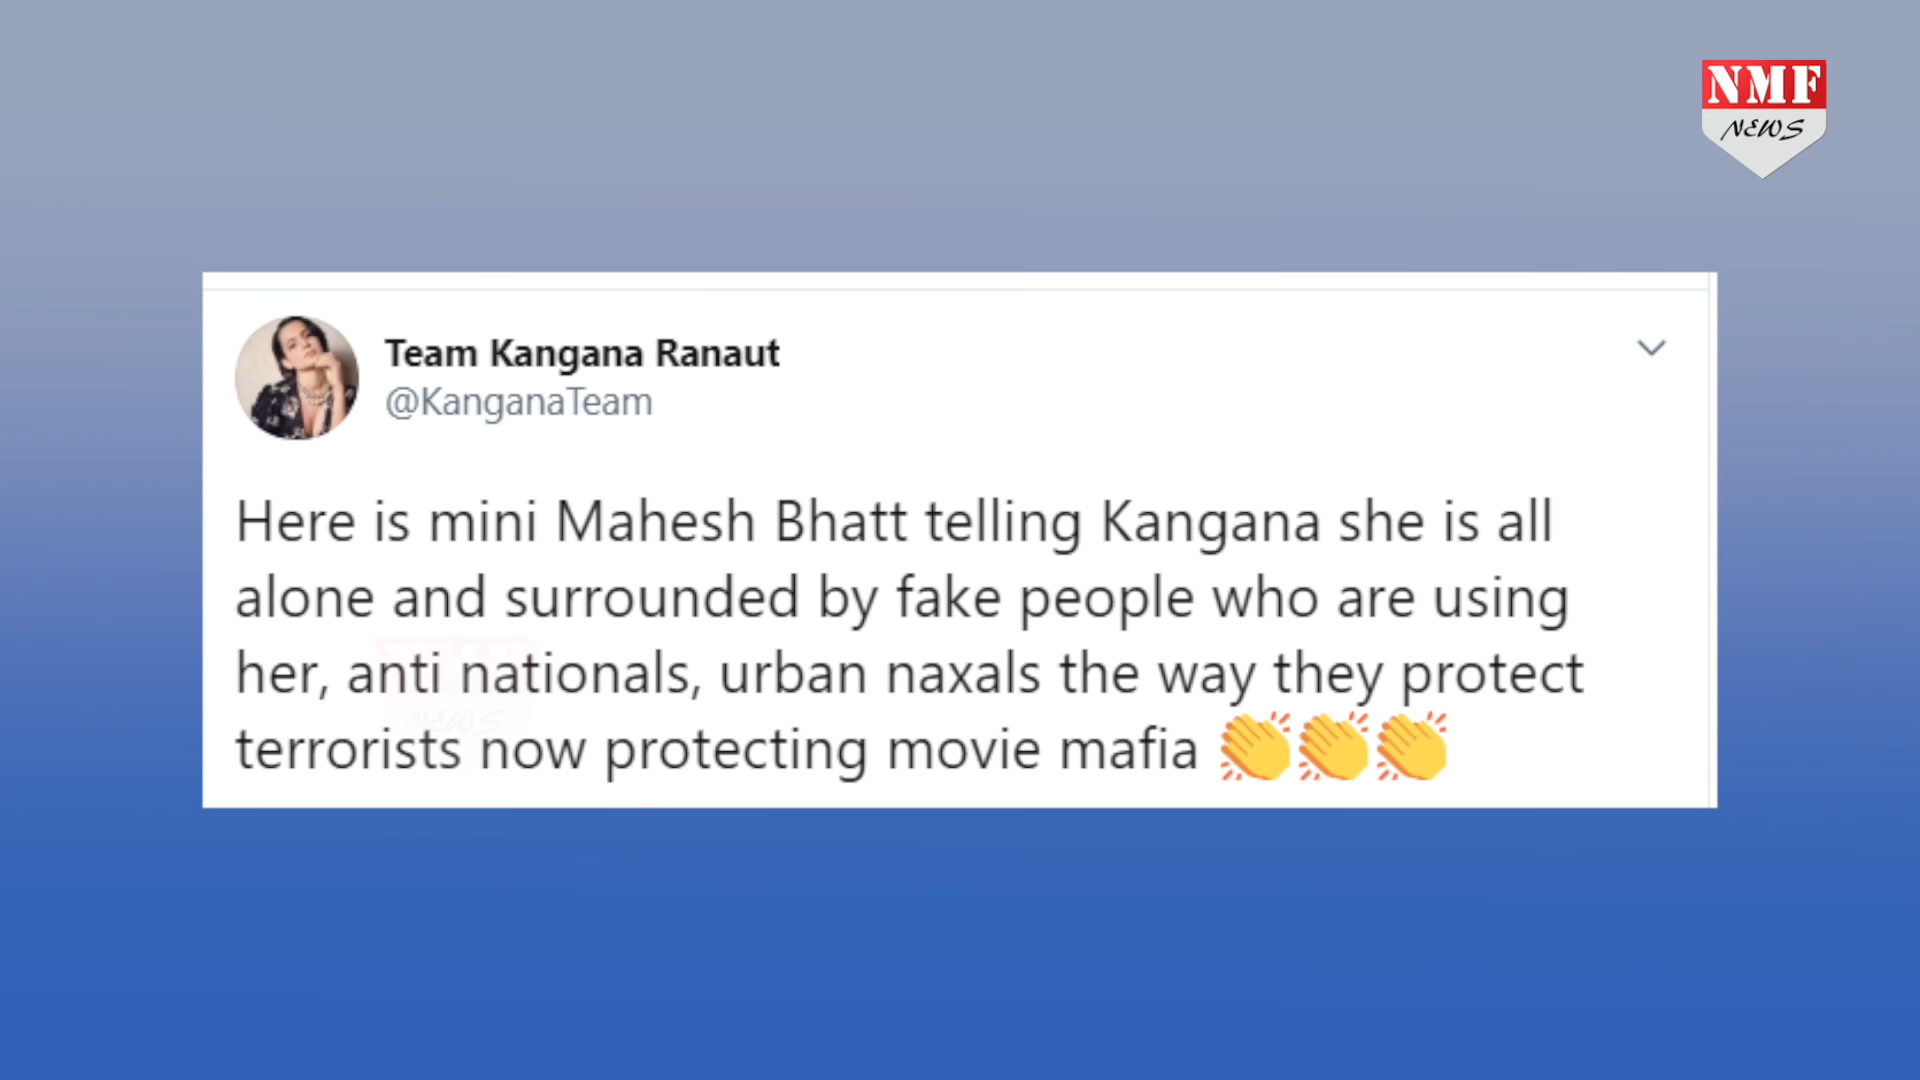 NMF
NEWS
Team Kangana Ranaut
@KanganaTeam
Here is mini Mahesh Bhatt telling Kangana she is all
alone and surrounded by fake people who are using
her, anti nationals, urban naxals the way they protect
terrorists now protecting movie mafia 👏👏👏
NEWS